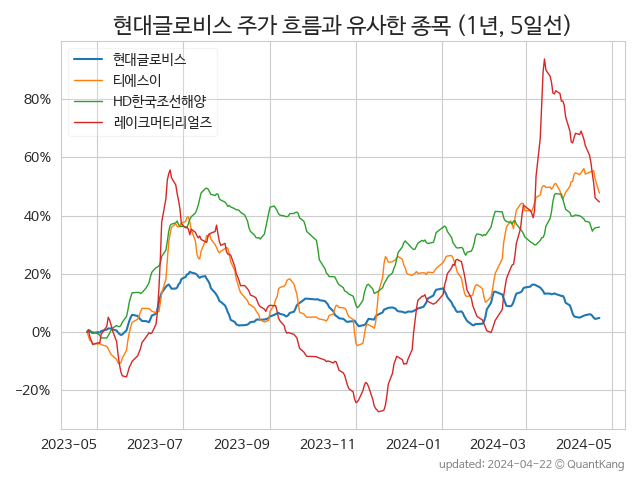 현대글로비스 주가 흐름과 유사한 종목 (1년, 5일선)
현대글로비스
티에스이
HD한국조선해양
레이크머티리얼즈
80%
60%
40%
20%
0%
−20%
2023-05 2023-07 2023-09 2023-11 2024-01 2024-03 2024-05
updated: 2024-04-22 © QuantKang